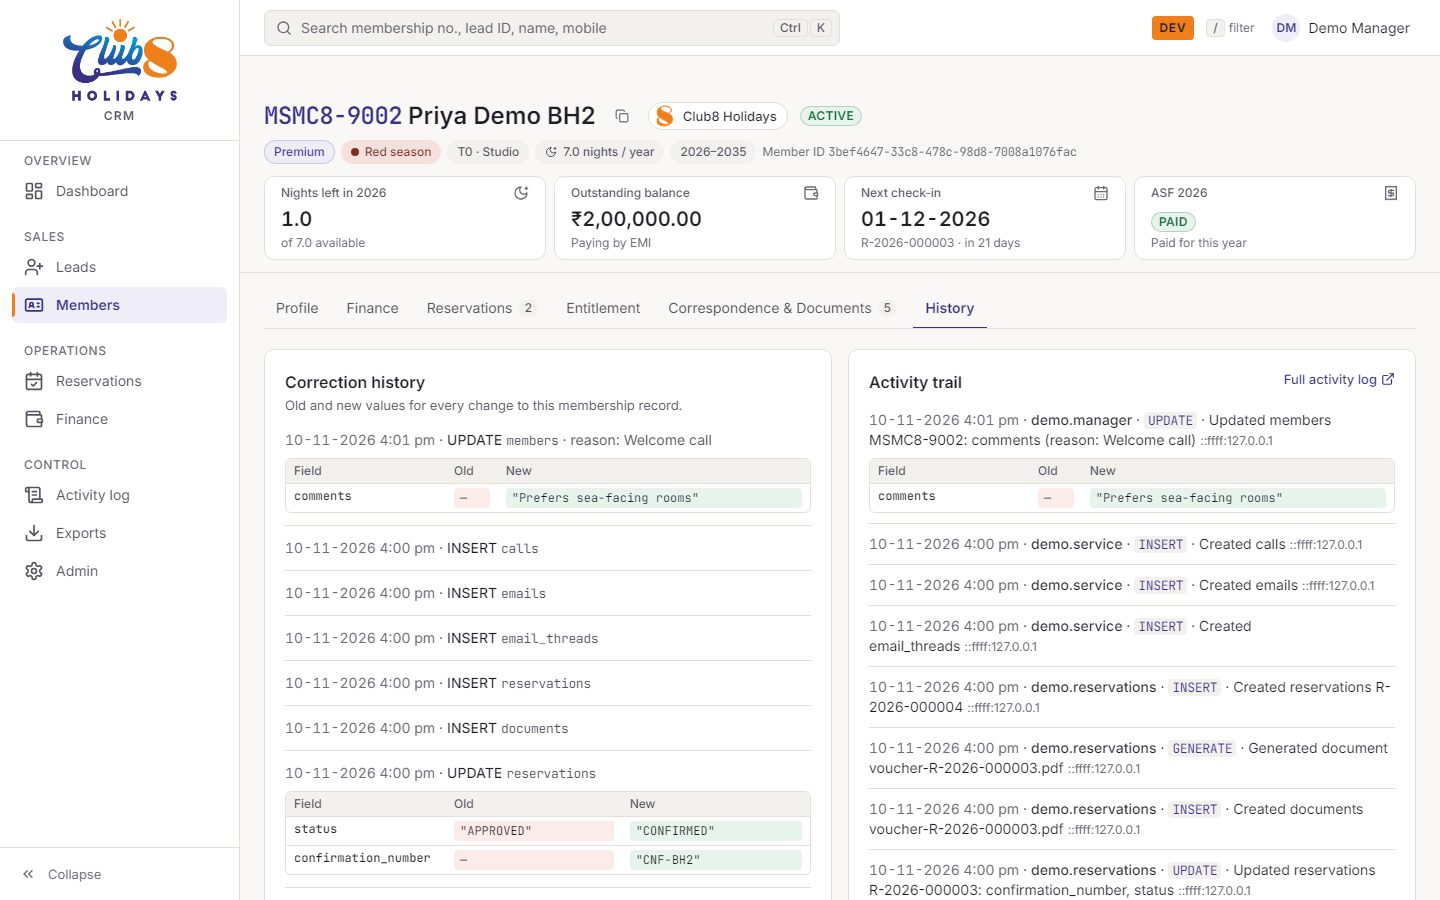 Club8
HOLIDAYS
CRM
OVERVIEW
Dashboard
SALES
Leads
Members
OPERATIONS
Reservations
Finance
CONTROL
Activity log
Exports
Admin
Collapse
Search membership no., lead ID, name, mobile
Ctrl K
DEV
/ filter
DM Demo Manager
MSMC8-9002 Priya Demo BH2
Club8 Holidays
ACTIVE
Premium Red season T0 · Studio 7.0 nights / year 2026–2035 Member ID 3bef4647-33c8-478c-98d8-7008a1076fac
Nights left in 2026
1.0
of 7.0 available
Outstanding balance
₹2,00,000.00
Paying by EMI
Next check-in
01-12-2026
R-2026-000003 · in 21 days
ASF 2026
PAID
Paid for this year
Profile Finance Reservations 2 Entitlement Correspondence & Documents 5 History
Correction history
Old and new values for every change to this membership record.
10-11-2026 4:01 pm · UPDATE members · reason: Welcome call
Field Old New
comments — "Prefers sea-facing rooms"
10-11-2026 4:00 pm · INSERT calls
10-11-2026 4:00 pm · INSERT emails
10-11-2026 4:00 pm · INSERT email_threads
10-11-2026 4:00 pm · INSERT reservations
10-11-2026 4:00 pm · INSERT documents
10-11-2026 4:00 pm · UPDATE reservations
Field Old New
status "APPROVED" "CONFIRMED"
confirmation_number — "CNF-BH2"
Activity trail
Full activity log
10-11-2026 4:01 pm · demo.manager · UPDATE · Updated members
MSMC8-9002: comments (reason: Welcome call) ::ffff:127.0.0.1
Field Old New
comments — "Prefers sea-facing rooms"
10-11-2026 4:00 pm · demo.service · INSERT · Created calls ::ffff:127.0.0.1
10-11-2026 4:00 pm · demo.service · INSERT · Created emails ::ffff:127.0.0.1
10-11-2026 4:00 pm · demo.service · INSERT · Created
email_threads ::ffff:127.0.0.1
10-11-2026 4:00 pm · demo.reservations · INSERT · Created reservations R-
2026-000004 ::ffff:127.0.0.1
10-11-2026 4:00 pm · demo.reservations · GENERATE · Generated document
voucher-R-2026-000003.pdf ::ffff:127.0.0.1
10-11-2026 4:00 pm · demo.reservations · INSERT · Created documents
voucher-R-2026-000003.pdf ::ffff:127.0.0.1
10-11-2026 4:00 pm · demo.reservations · UPDATE · Updated reservations
R-2026-000003: confirmation_number, status ::ffff:127.0.0.1